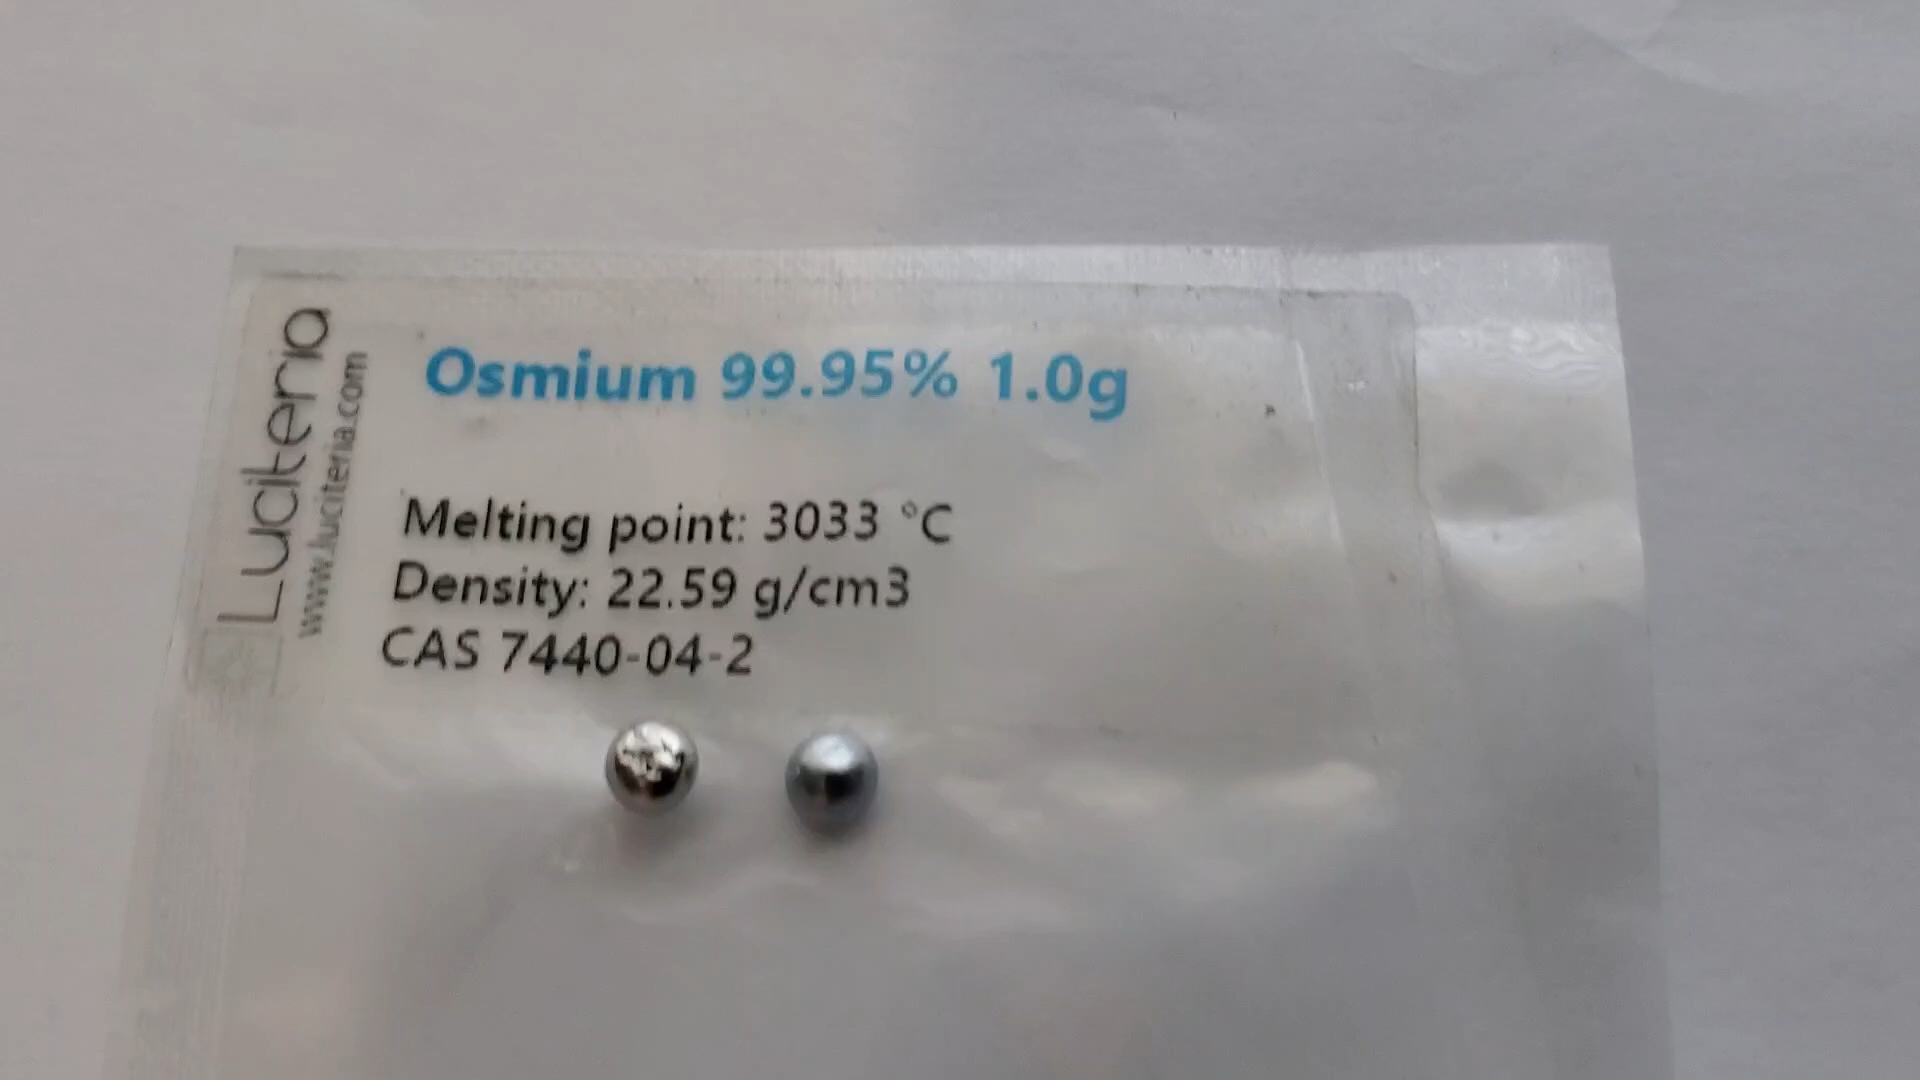 Luciteria
www.luciteria.com
Osmium 99.95% 1.0g
Melting point: 3033 °C
Density: 22.59 g/cm3
CAS 7440-04-2